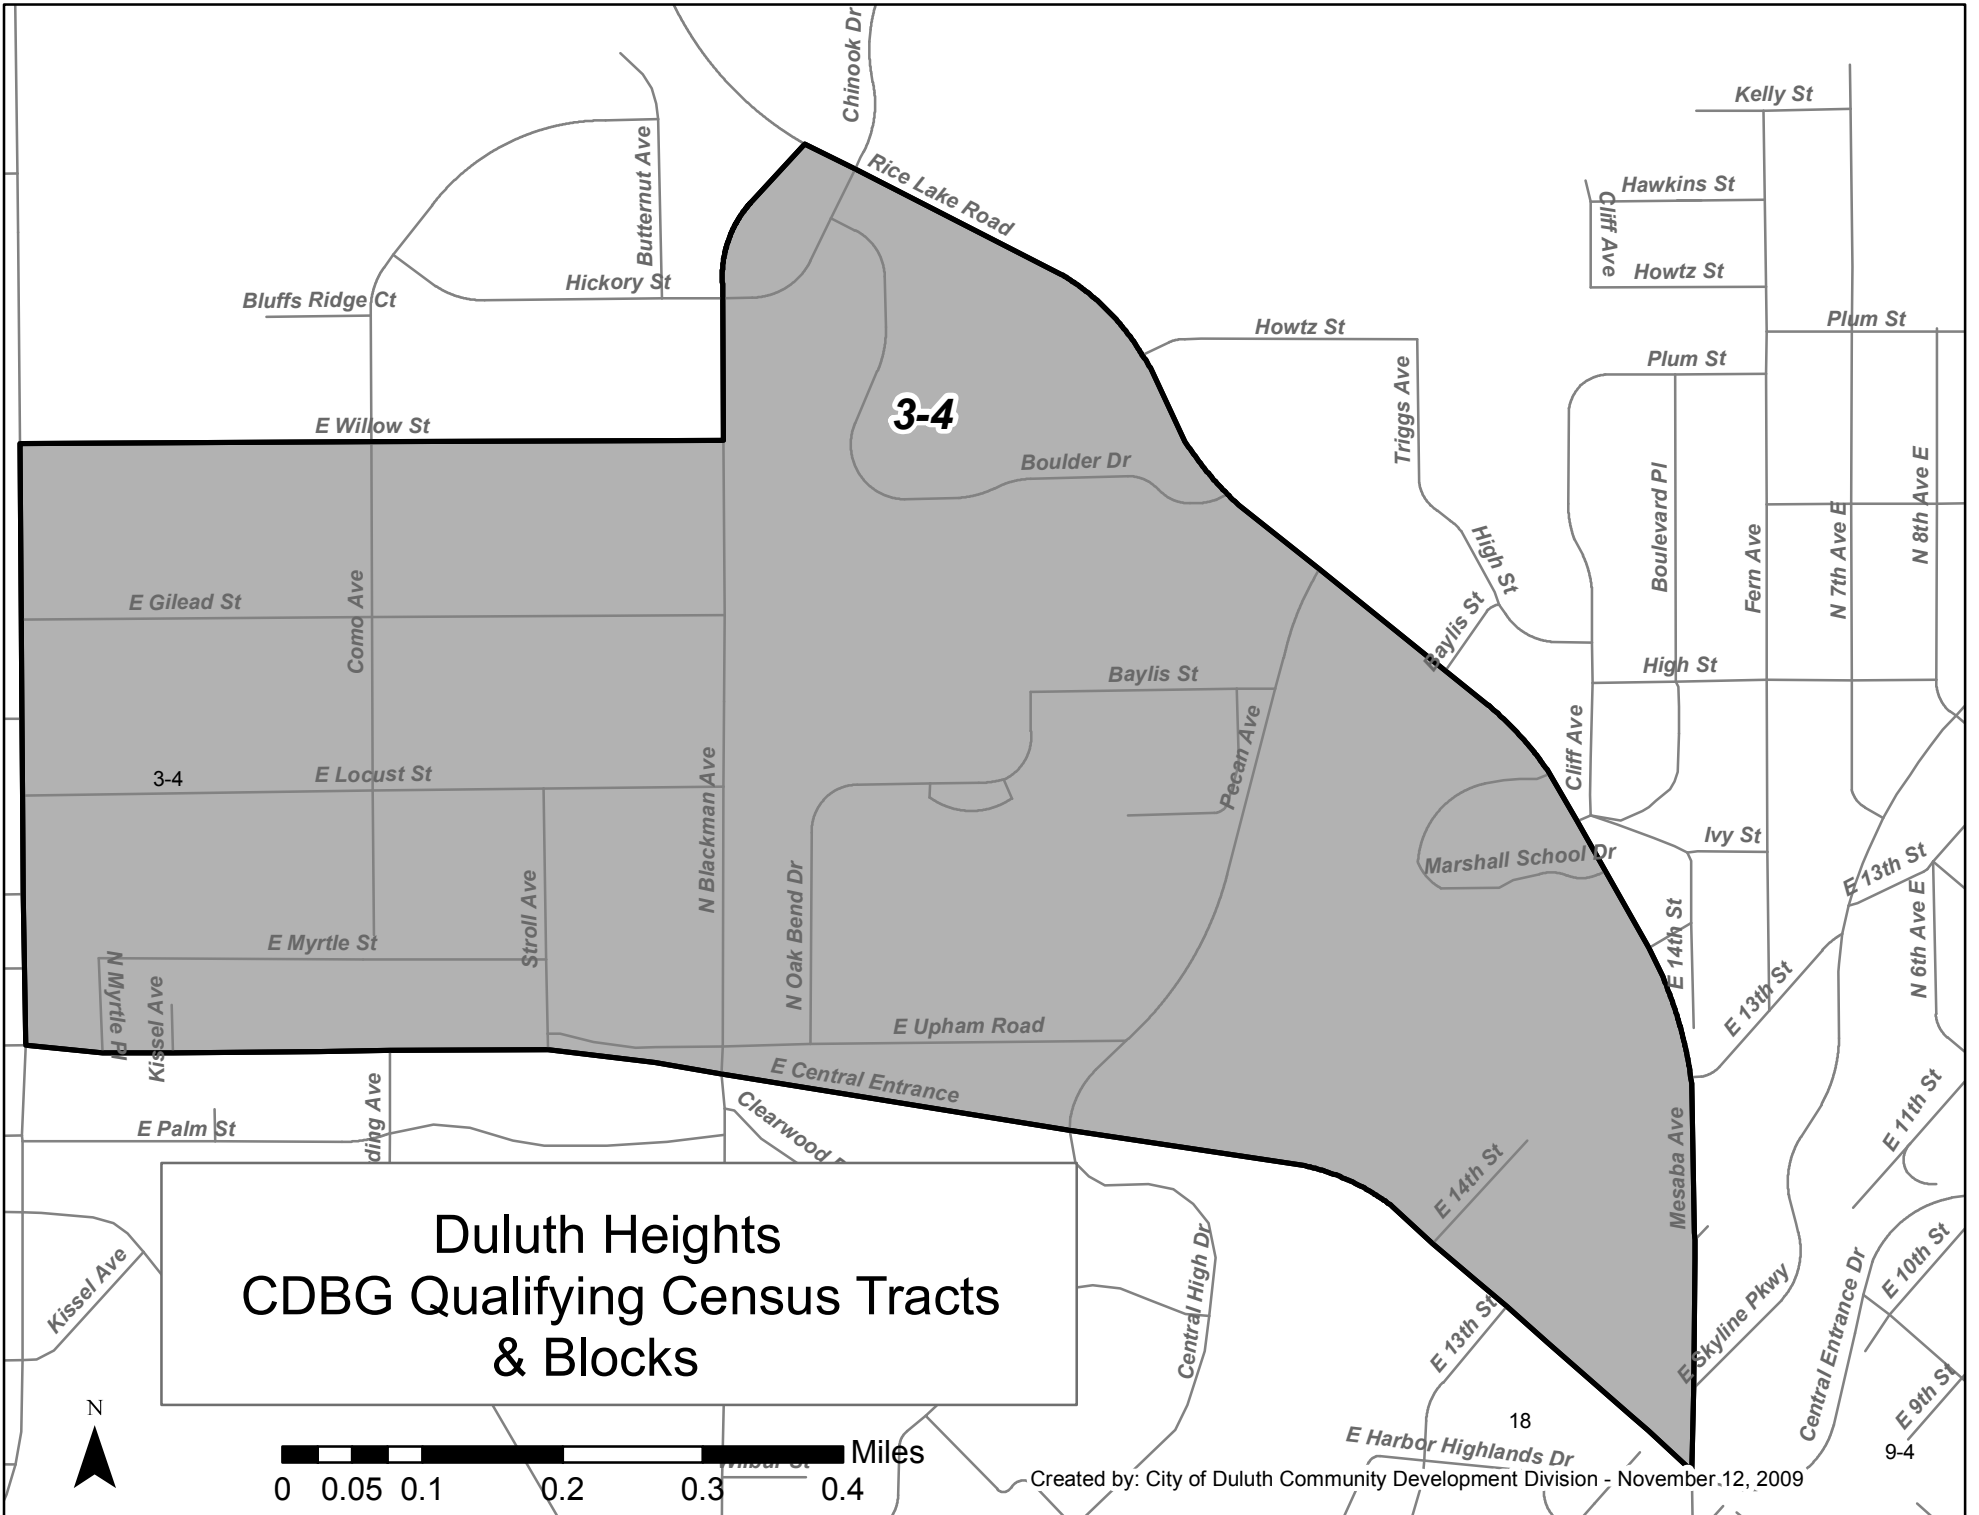 Chinook Dr
Kelly St
Butternut Ave
Rice Lake Road
Hawkins St
Cliff Ave
Howtz St
Hickory St
Bluffs Ridge Ct
Howtz St
Plum St
Plum St
Triggs Ave
3-4
E Willow St
Boulder Dr
Boulevard Pl
N 8th Ave E
High St
Fern Ave
N 7th Ave E
E Gilead St
Como Ave
Baylis St
Baylis St
High St
Pecan Ave
Cliff Ave
3-4
E Locust St
N Blackman Ave
Ivy St
Marshall School Dr
E 13th St
Stroll Ave
N Oak Bend Dr
E 14th St
N 6th Ave E
E Myrtle St
N Myrtle Pl
Kissel Ave
E 13th St
E Upham Road
E Central Entrance
ding Ave
Clearwood
E Palm St
E 11th St
Mesaba Ave
E 14th St
Kissel Ave
Duluth Heights
CDBG Qualifying Census Tracts
& Blocks
Central High Dr
E 10th St
E Skyline Pkwy
Central Entrance Dr
E 13th St
E 9th St
N
18
E Harbor Highlands Dr
9-4
Miles
Wilbur St
0 0.05 0.1 0.2 0.3 0.4
Created by: City of Duluth Community Development Division - November 12, 2009